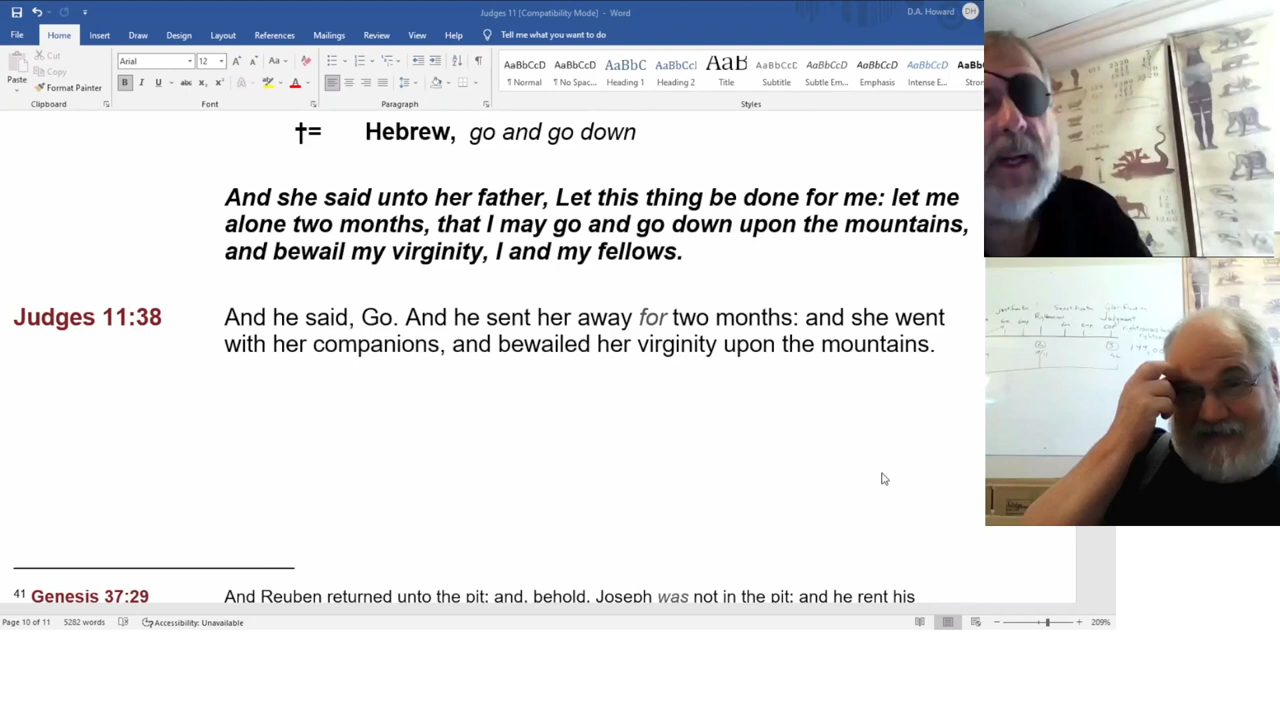 Judges 11 [Compatibility Mode] - Word
D.A. Howard DH
File Home Insert Draw Design Layout References Mailings Review View Help Tell me what you want to do
Paste Cut Copy Format Painter
Arial 12
AaBbCcD AaBbCcD AaBbC AaBbCcD AaB AaBbCcD AaBbCcD AaBbCcD AaBbCcD AaBb
¶ Normal ¶ No Spac... Heading 1 Heading 2 Title Subtitle Subtle Em... Emphasis Intense E... Stron
Clipboard Font Paragraph Styles
†= Hebrew, go and go down
And she said unto her father, Let this thing be done for me: let me
alone two months, that I may go and go down upon the mountains,
and bewail my virginity, I and my fellows.
Judges 11:38 And he said, Go. And he sent her away for two months: and she went
with her companions, and bewailed her virginity upon the mountains.
41 Genesis 37:29 And Reuben returned unto the pit; and, behold, Joseph was not in the pit; and he rent his
Page 10 of 11 5282 words Accessibility: Unavailable 209%